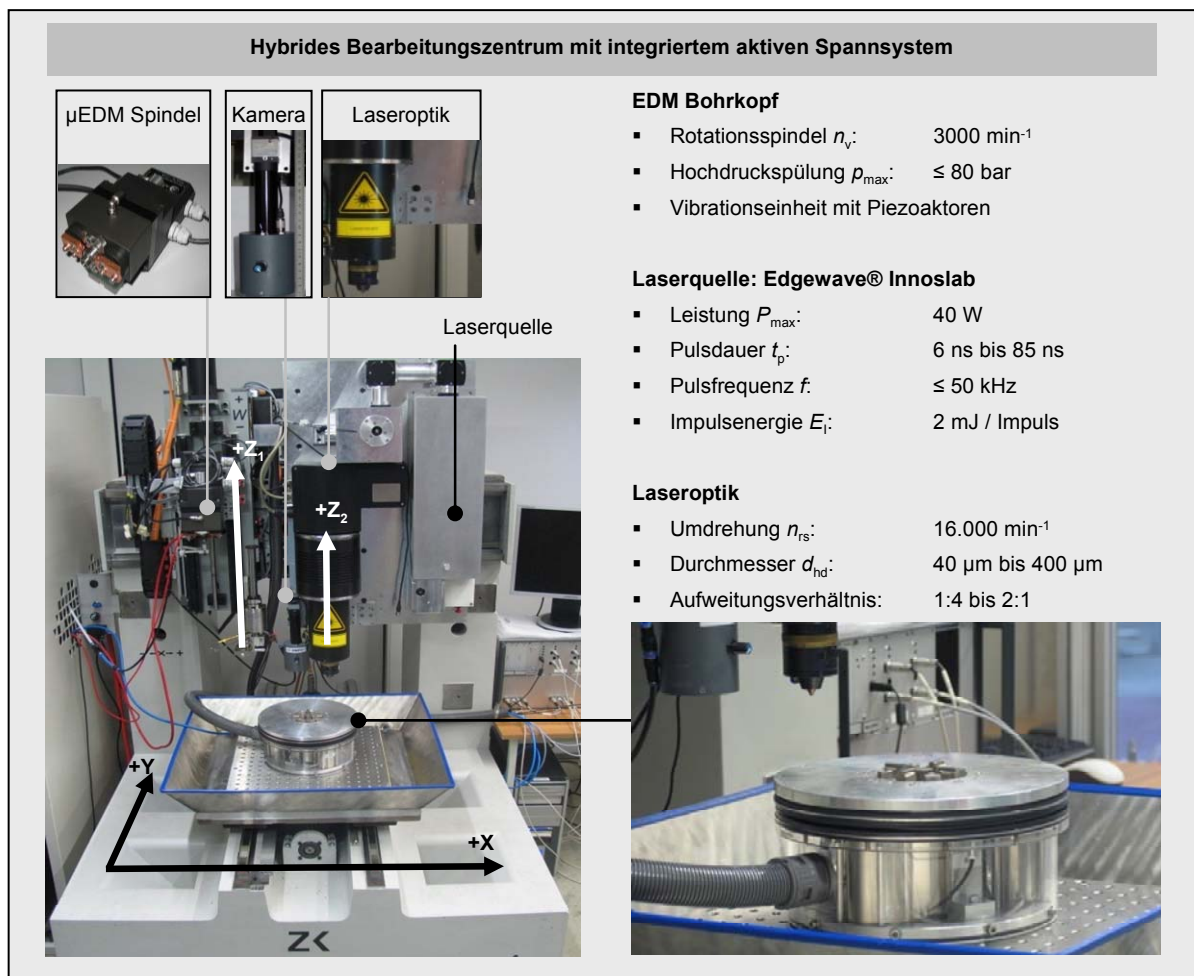 Hybrides Bearbeitungszentrum mit integriertem aktiven Spannsystem
µEDM Spindel
Kamera
Laseroptik
Laserquelle
+Z₁
+Z₂
+W
+Y
+X
- - x - +
ZK
EDM Bohrkopf
▪ Rotationsspindel nᵥ: 3000 min⁻¹
▪ Hochdruckspülung pmax: ≤ 80 bar
▪ Vibrationseinheit mit Piezoaktoren
Laserquelle: Edgewave® Innoslab
▪ Leistung Pmax: 40 W
▪ Pulsdauer tp: 6 ns bis 85 ns
▪ Pulsfrequenz f: ≤ 50 kHz
▪ Impulsenergie EI: 2 mJ / Impuls
Laseroptik
▪ Umdrehung nrs: 16.000 min⁻¹
▪ Durchmesser dhd: 40 µm bis 400 µm
▪ Aufweitungsverhältnis: 1:4 bis 2:1